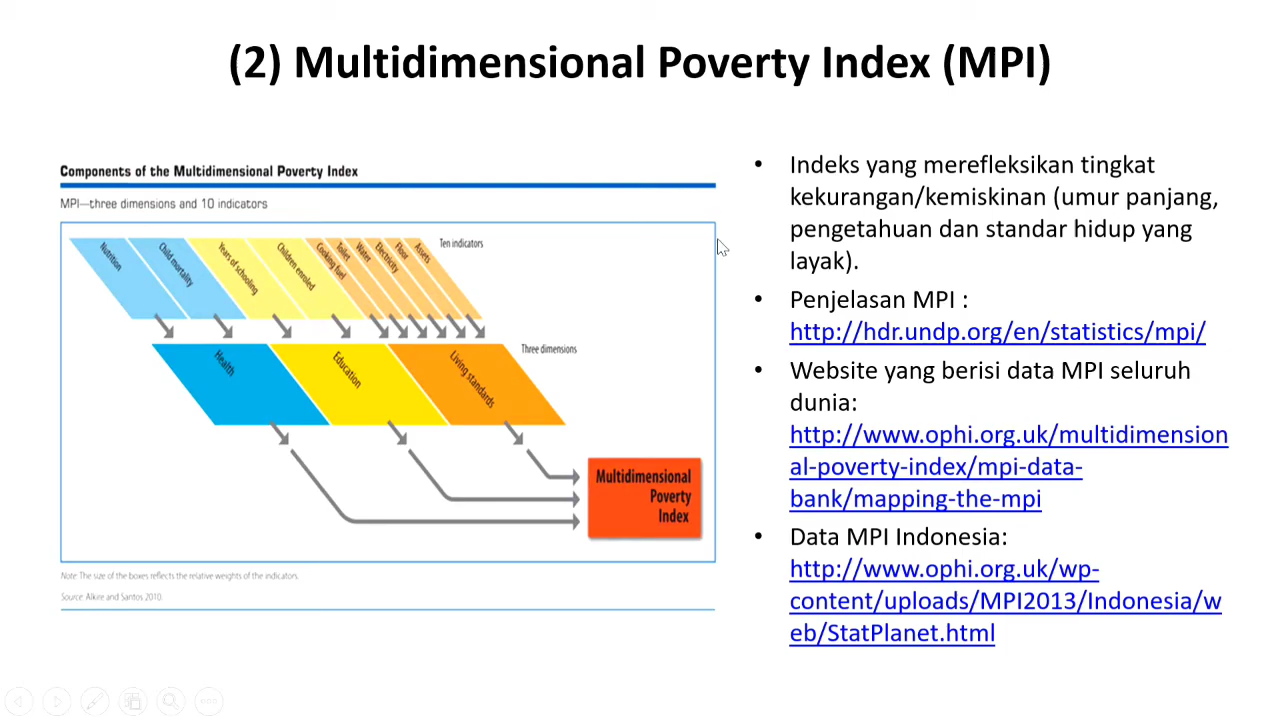 (2) Multidimensional Poverty Index (MPI)
Components of the Multidimensional Poverty Index
MPI—three dimensions and 10 indicators
Nutrition
Child mortality
Years of schooling
Children enroled
Cooking fuel
Toilet
Water
Electricity
Floor
Assets
Ten indicators
Health
Education
Living standards
Three dimensions
Multidimensional
Poverty
Index
Note: The size of the boxes reflects the relative weights of the indicators.
Source: Alkire and Santos 2010.
• Indeks yang merefleksikan tingkat
kekurangan/kemiskinan (umur panjang,
pengetahuan dan standar hidup yang
layak).
• Penjelasan MPI :
http://hdr.undp.org/en/statistics/mpi/
• Website yang berisi data MPI seluruh
dunia:
http://www.ophi.org.uk/multidimension
al-poverty-index/mpi-data-
bank/mapping-the-mpi
• Data MPI Indonesia:
http://www.ophi.org.uk/wp-
content/uploads/MPI2013/Indonesia/w
eb/StatPlanet.html